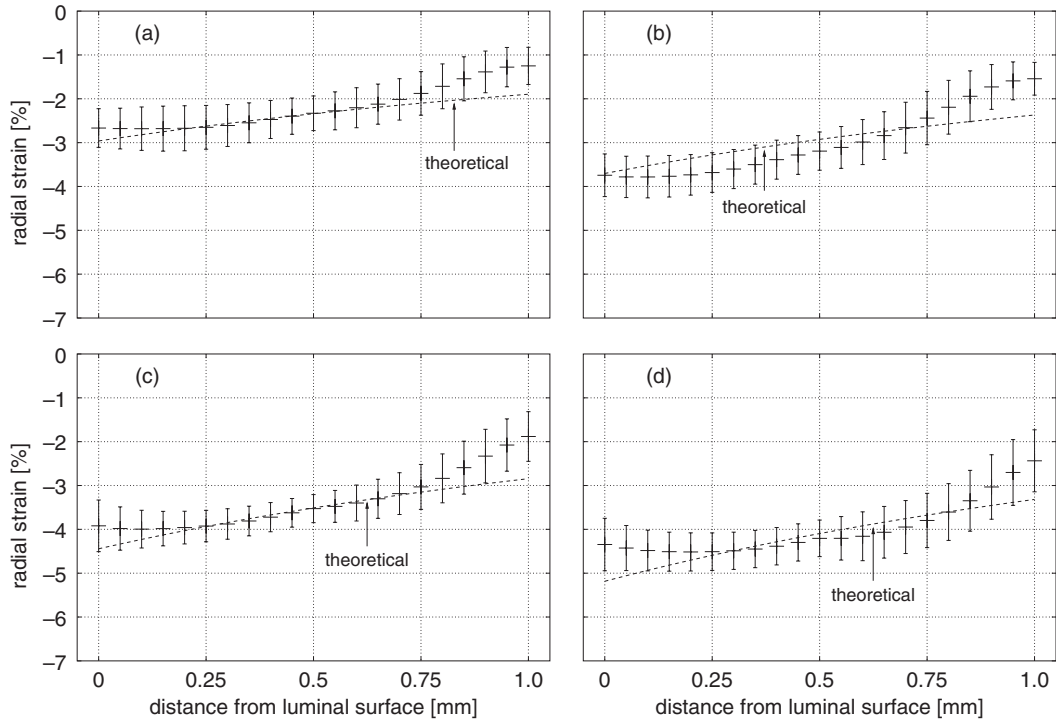 (a)
radial strain [%]
0
–1
–2
–3
–4
–5
–6
–7
theoretical
(b)
theoretical
(c)
radial strain [%]
0
–1
–2
–3
–4
–5
–6
–7
theoretical
0 0.25 0.5 0.75 1.0
distance from luminal surface [mm]
(d)
theoretical
0 0.25 0.5 0.75 1.0
distance from luminal surface [mm]